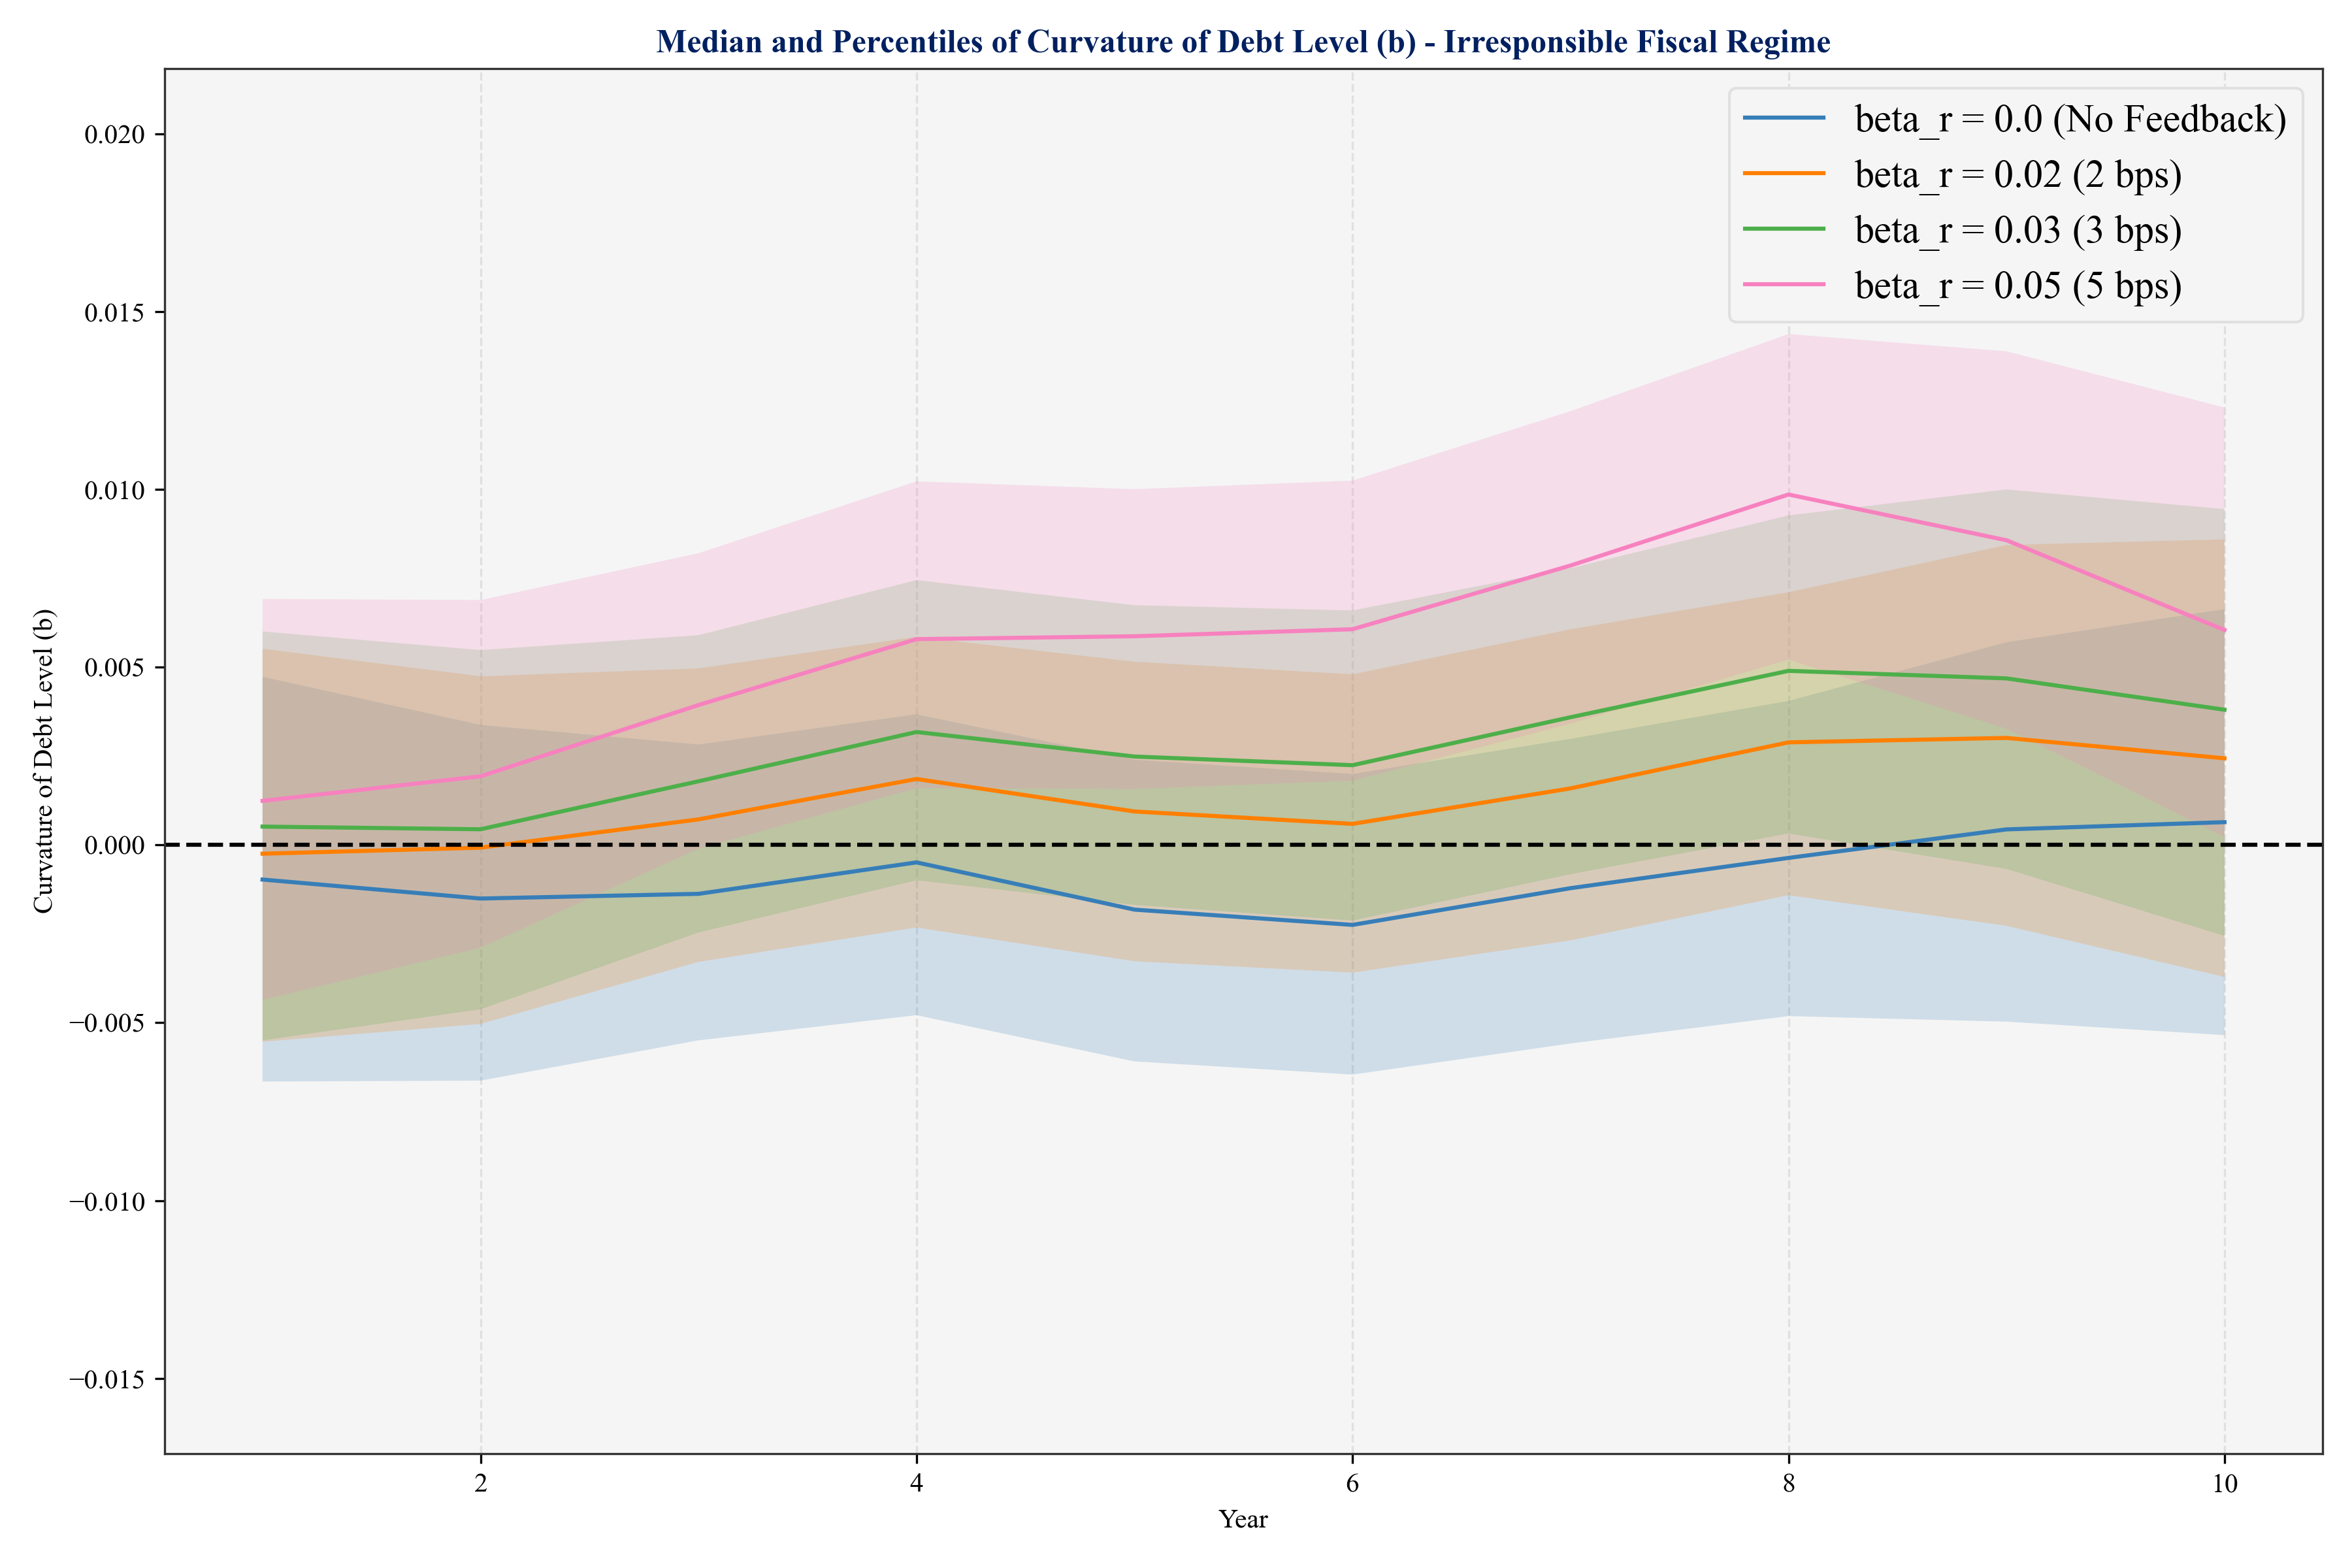 Median and Percentiles of Curvature of Debt Level (b) - Irresponsible Fiscal Regime
beta_r = 0.0 (No Feedback)
beta_r = 0.02 (2 bps)
beta_r = 0.03 (3 bps)
beta_r = 0.05 (5 bps)
Curvature of Debt Level (b)
0.020
0.015
0.010
0.005
0.000
−0.005
−0.010
−0.015
2 4 6 8 10
Year